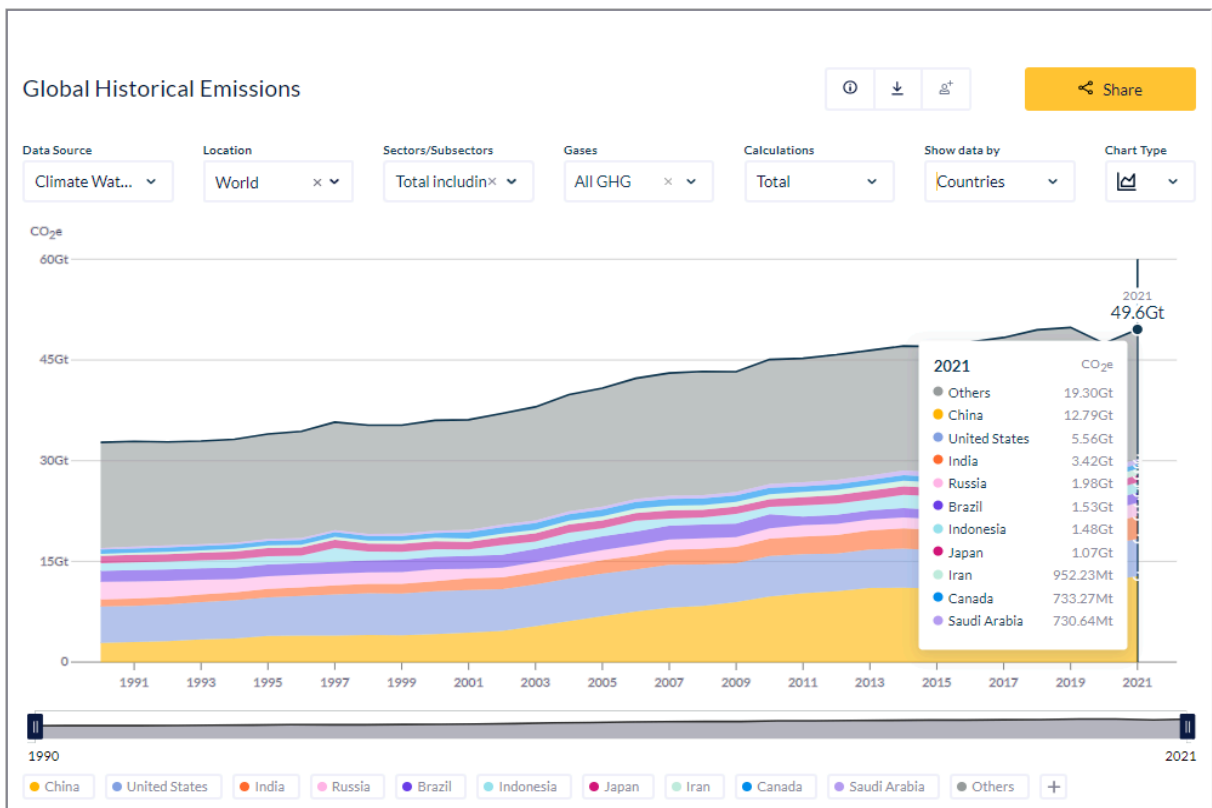 Global Historical Emissions
Share
Data Source
Location
Sectors/Subsectors
Gases
Calculations
Show data by
Chart Type
Climate Wat...
World
Total includin
All GHG
Total
Countries
CO₂e
60Gt
2021
49.6Gt
45Gt
2021 CO₂e
Others 19.30Gt
China 12.79Gt
United States 5.56Gt
30Gt
India 3.42Gt
Russia 1.98Gt
Brazil 1.53Gt
Indonesia 1.48Gt
15Gt
Japan 1.07Gt
Iran 952.23Mt
Canada 733.27Mt
Saudi Arabia 730.64Mt
0
1991 1993 1995 1997 1999 2001 2003 2005 2007 2009 2011 2013 2015 2017 2019 2021
1990 2021
China United States India Russia Brazil Indonesia Japan Iran Canada Saudi Arabia Others